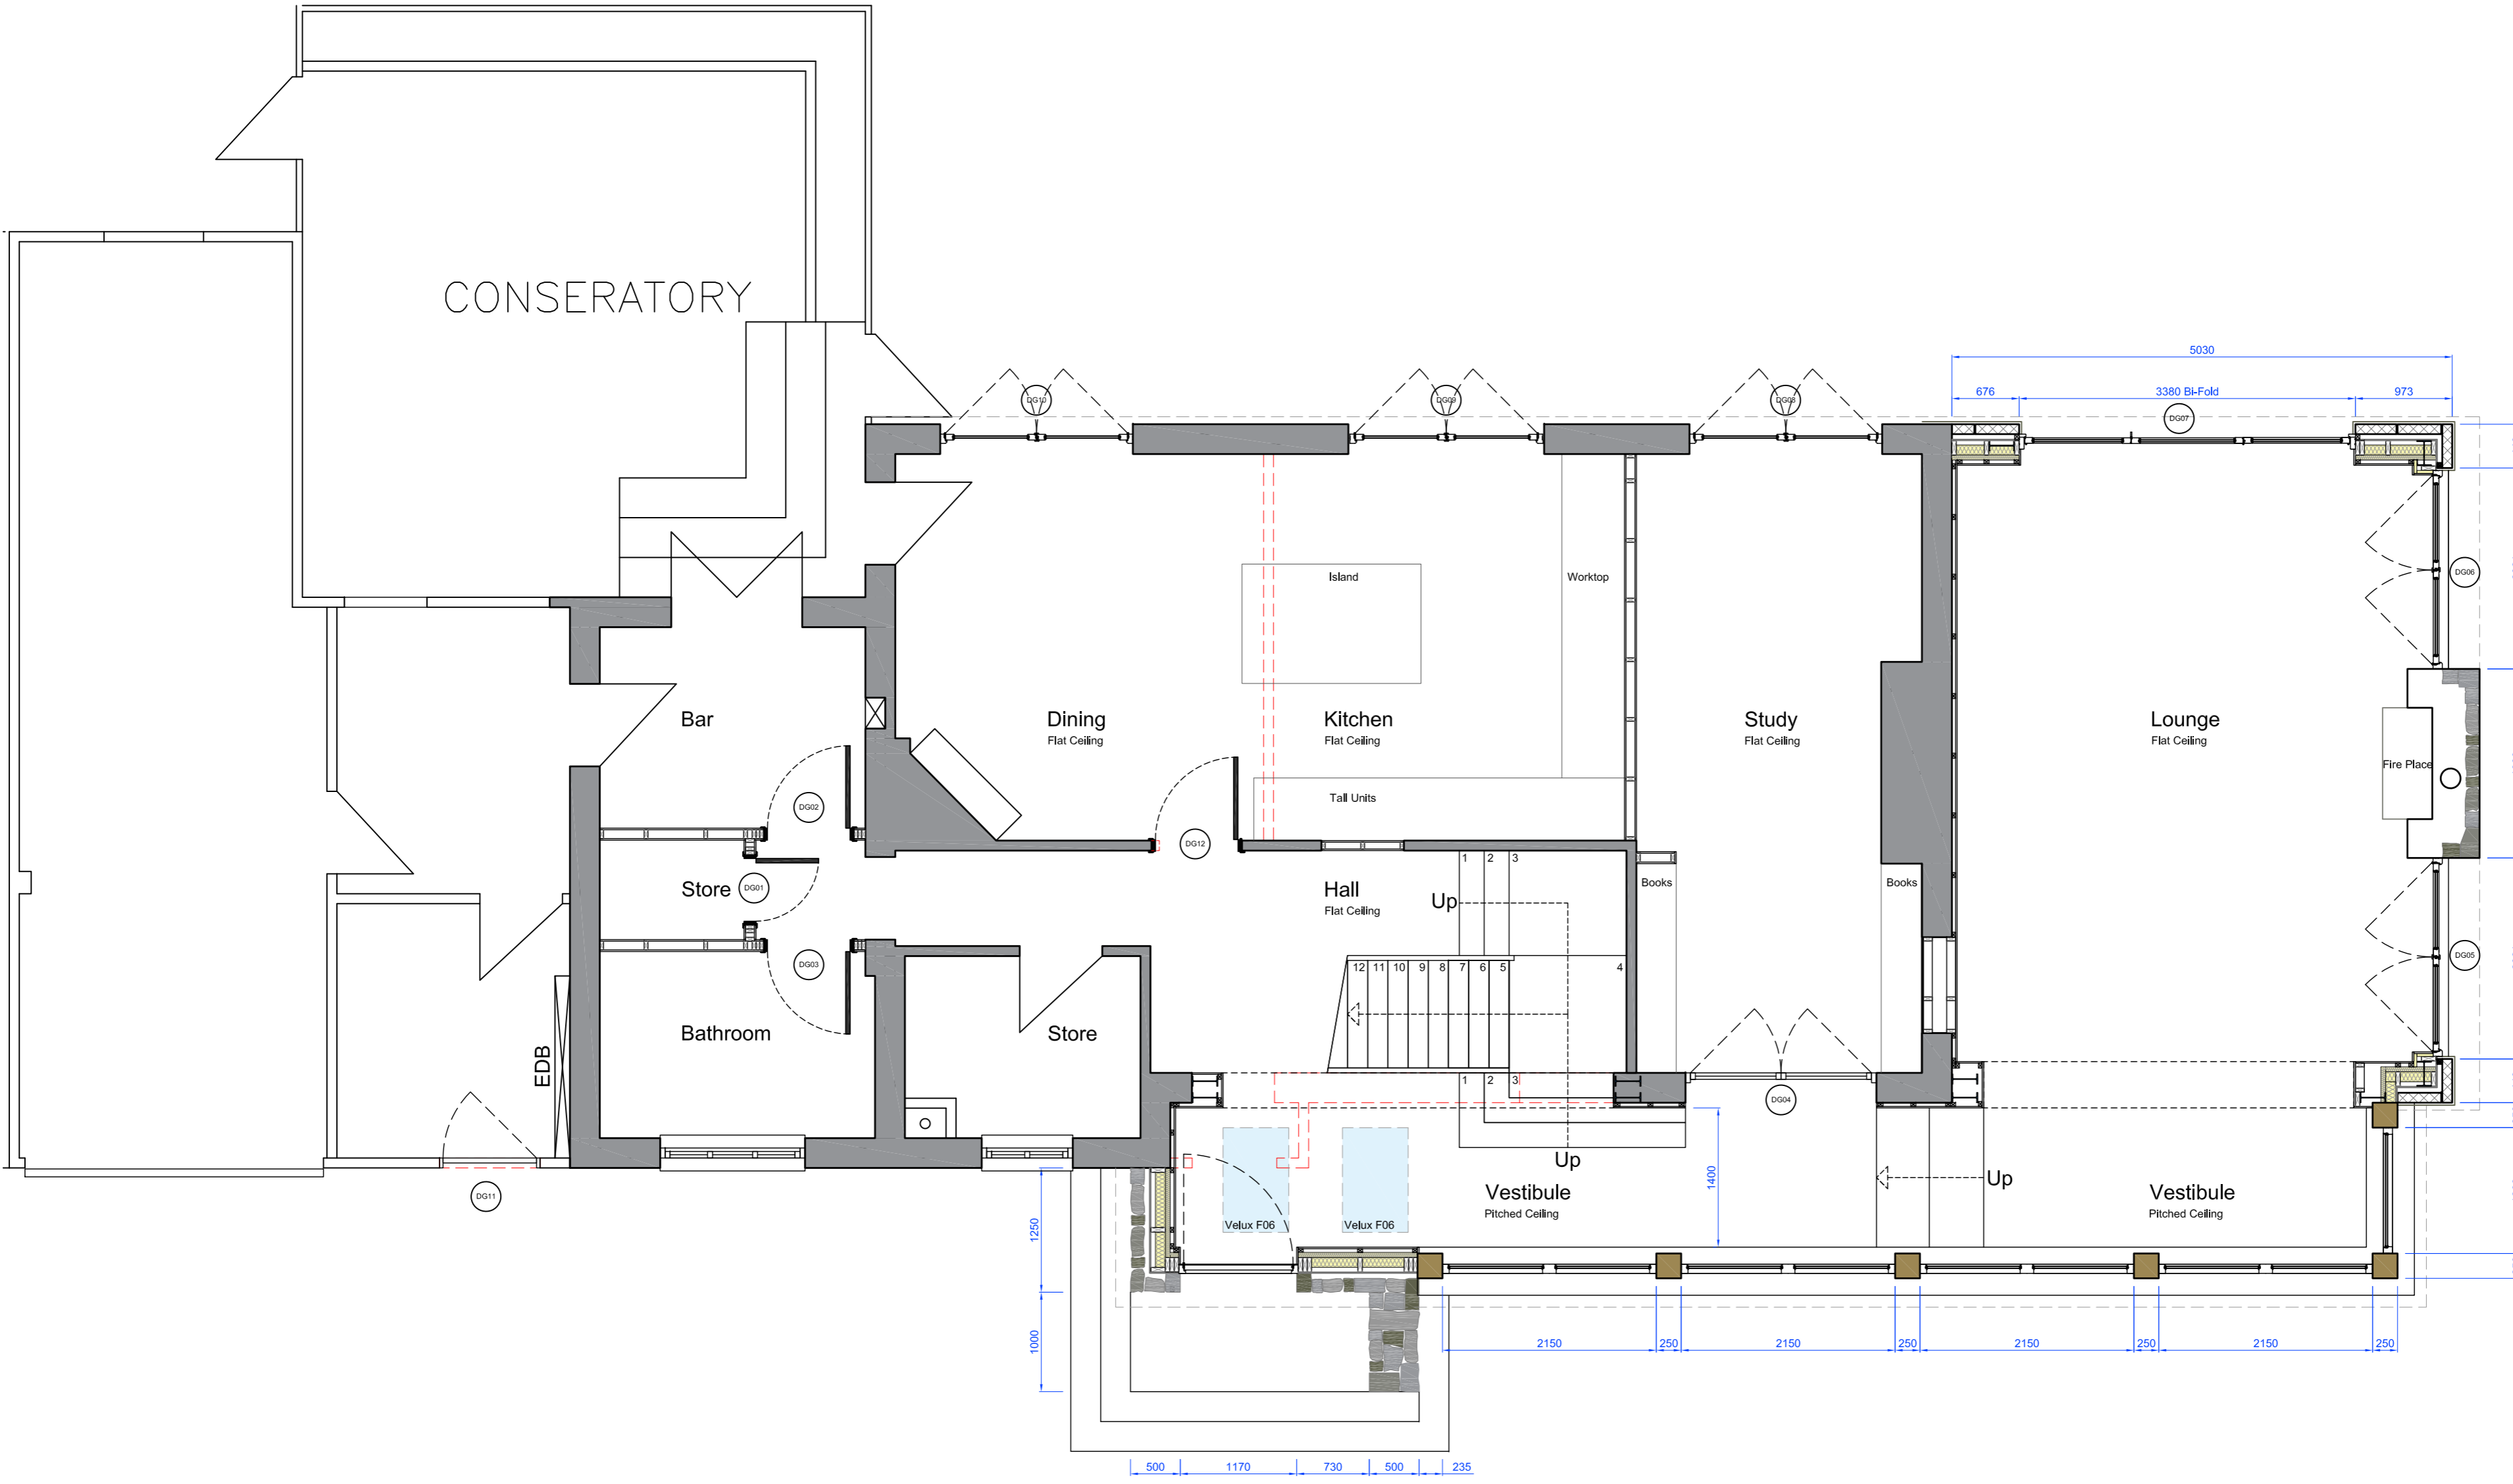 CONSERATORY
5030
676
3380 Bi-Fold
973
DG10
DG09
DG08
DG07
Island
Worktop
DG06
Bar
Dining
Flat Ceiling
Kitchen
Flat Ceiling
Study
Flat Ceiling
Lounge
Flat Ceiling
Fire Place
Tall Units
DG02
DG12
Store
DG01
Hall
Flat Ceiling
Up
1 2 3
Books
Books
DG03
12 11 10 9 8 7 6 5 4
DG05
Bathroom
Store
EDB
1 2 3
DG04
Up
1400
Up
DG11
Vestibule
Pitched Ceiling
Vestibule
Pitched Ceiling
Velux F06
Velux F06
1250
1000
2150
250
2150
250
2150
250
2150
250
500
1170
730
500
235